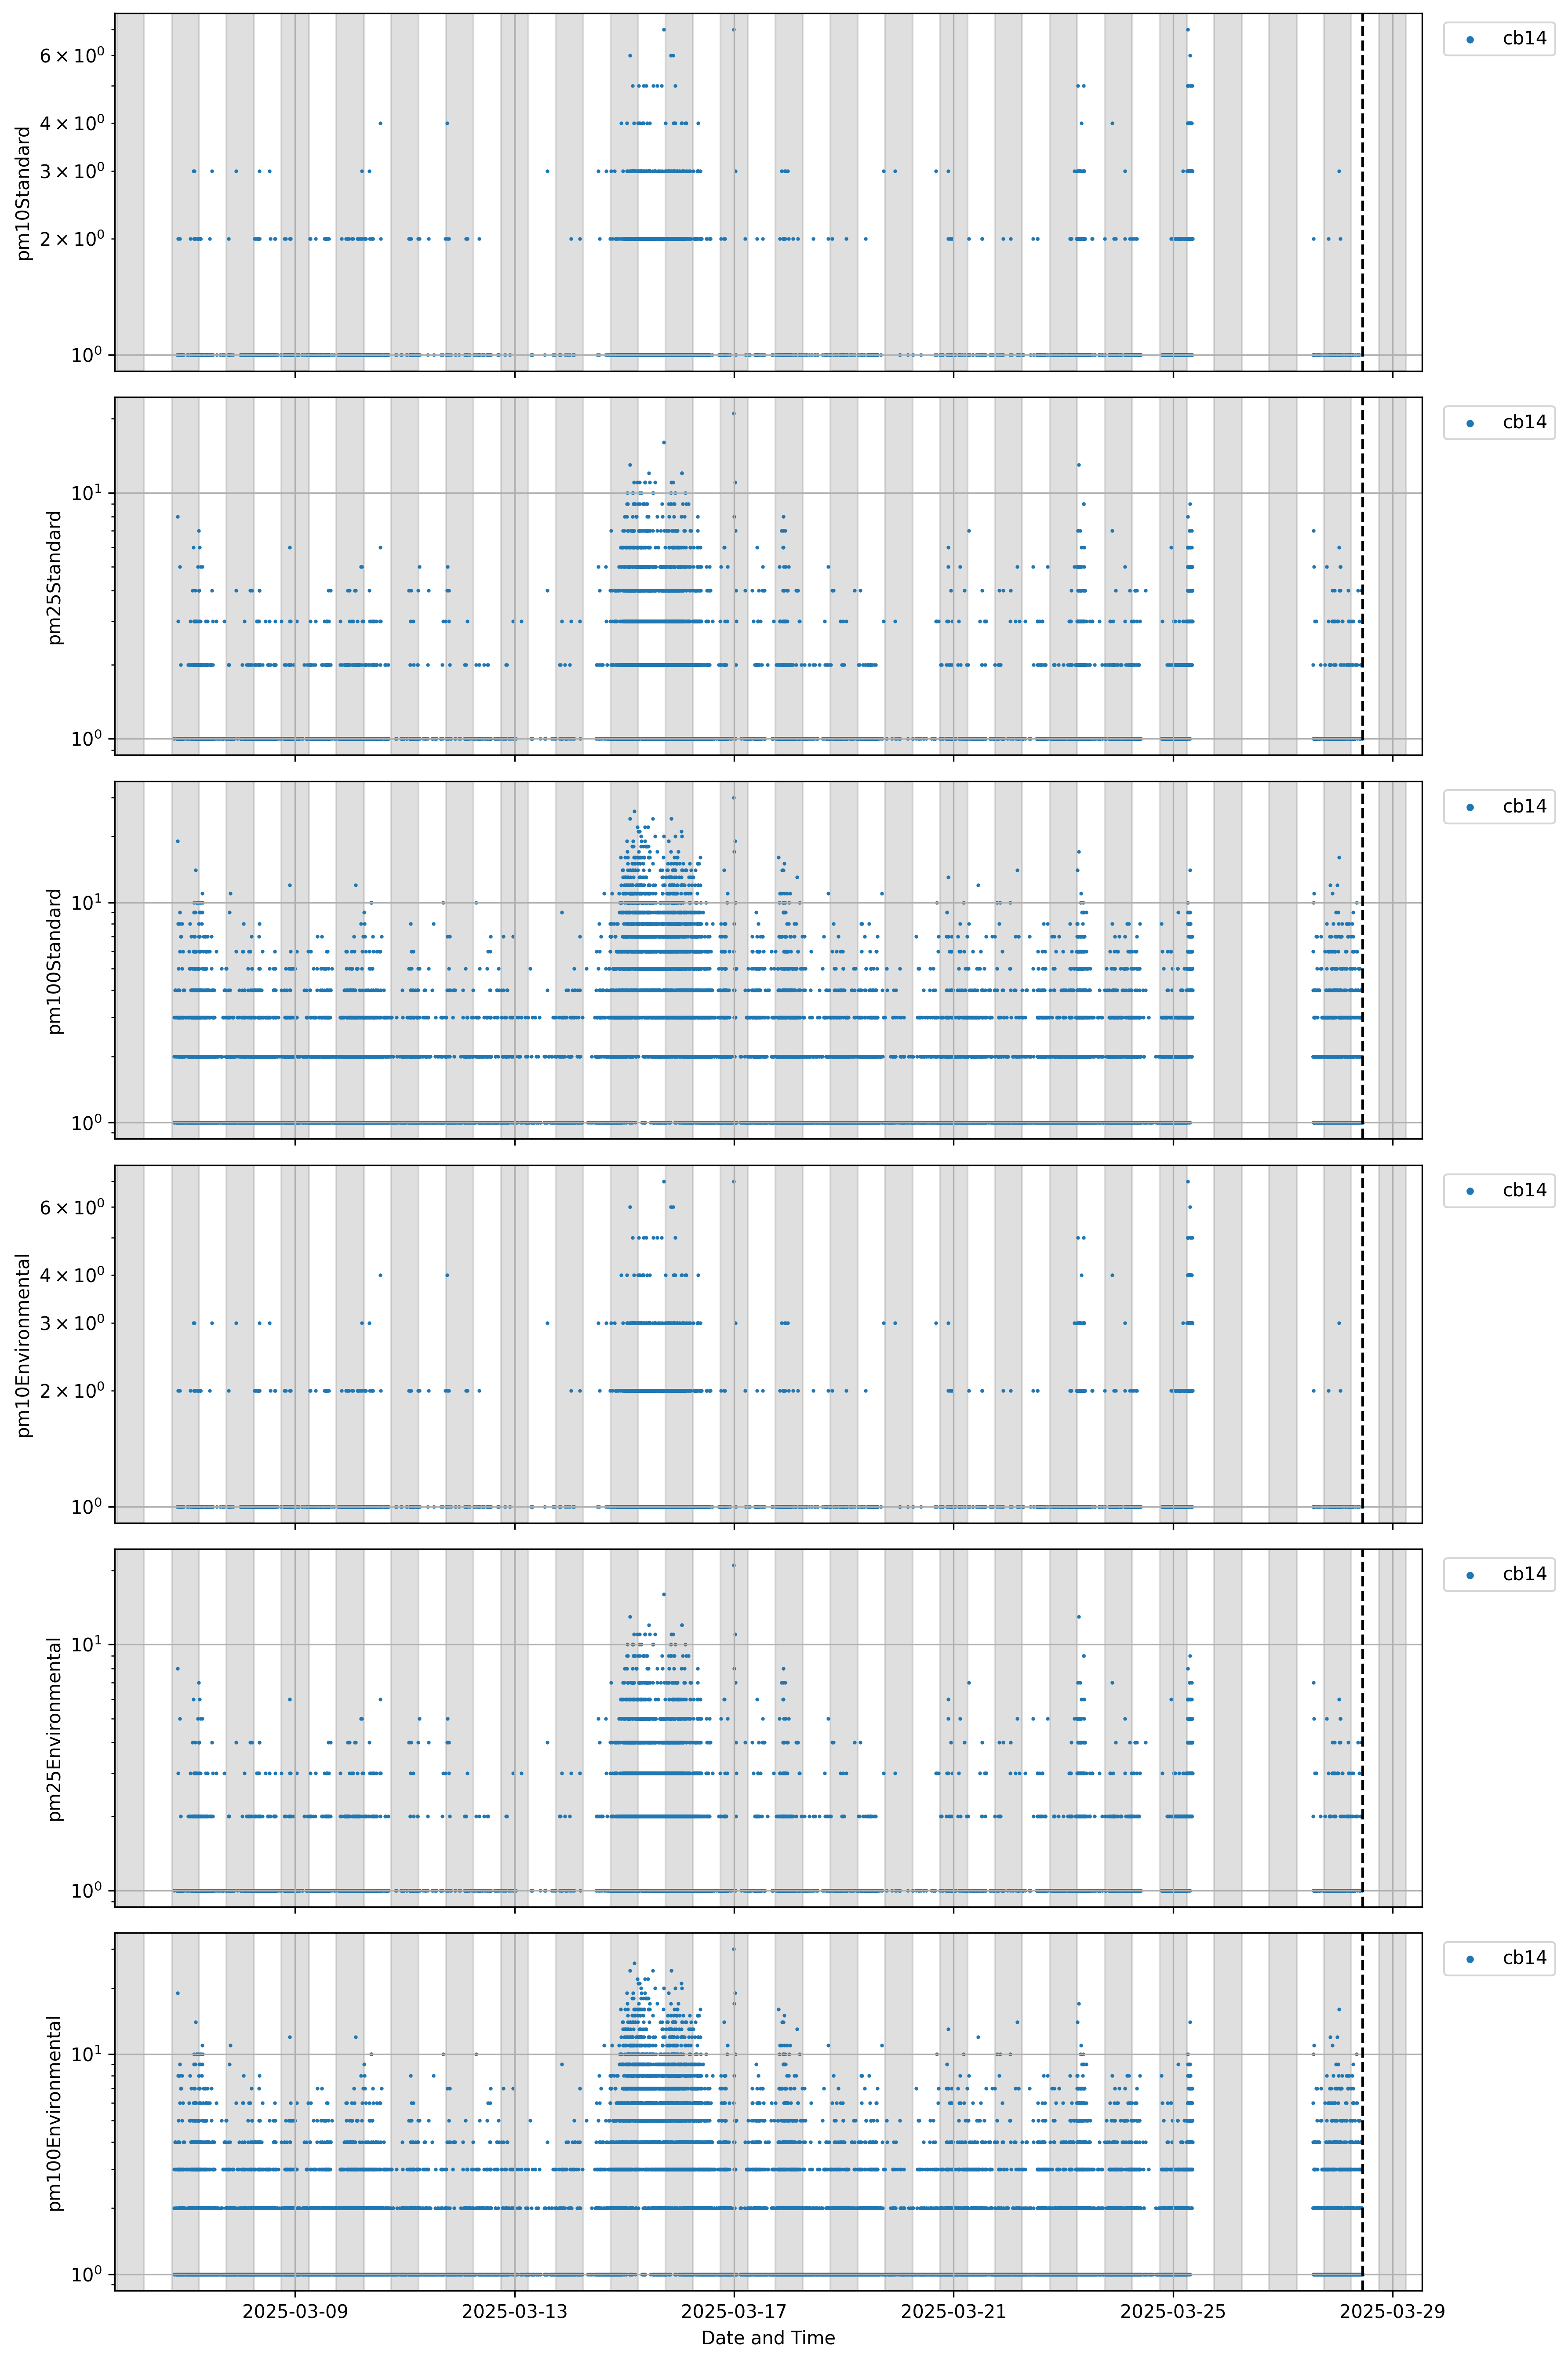 pm10Standard
6 × 10⁰
4 × 10⁰
3 × 10⁰
2 × 10⁰
10⁰
cb14
pm25Standard
10¹
10⁰
cb14
pm100Standard
10¹
10⁰
cb14
pm10Environmental
6 × 10⁰
4 × 10⁰
3 × 10⁰
2 × 10⁰
10⁰
cb14
pm25Environmental
10¹
10⁰
cb14
pm100Environmental
10¹
10⁰
cb14
2025-03-09 2025-03-13 2025-03-17 2025-03-21 2025-03-25 2025-03-29
Date and Time